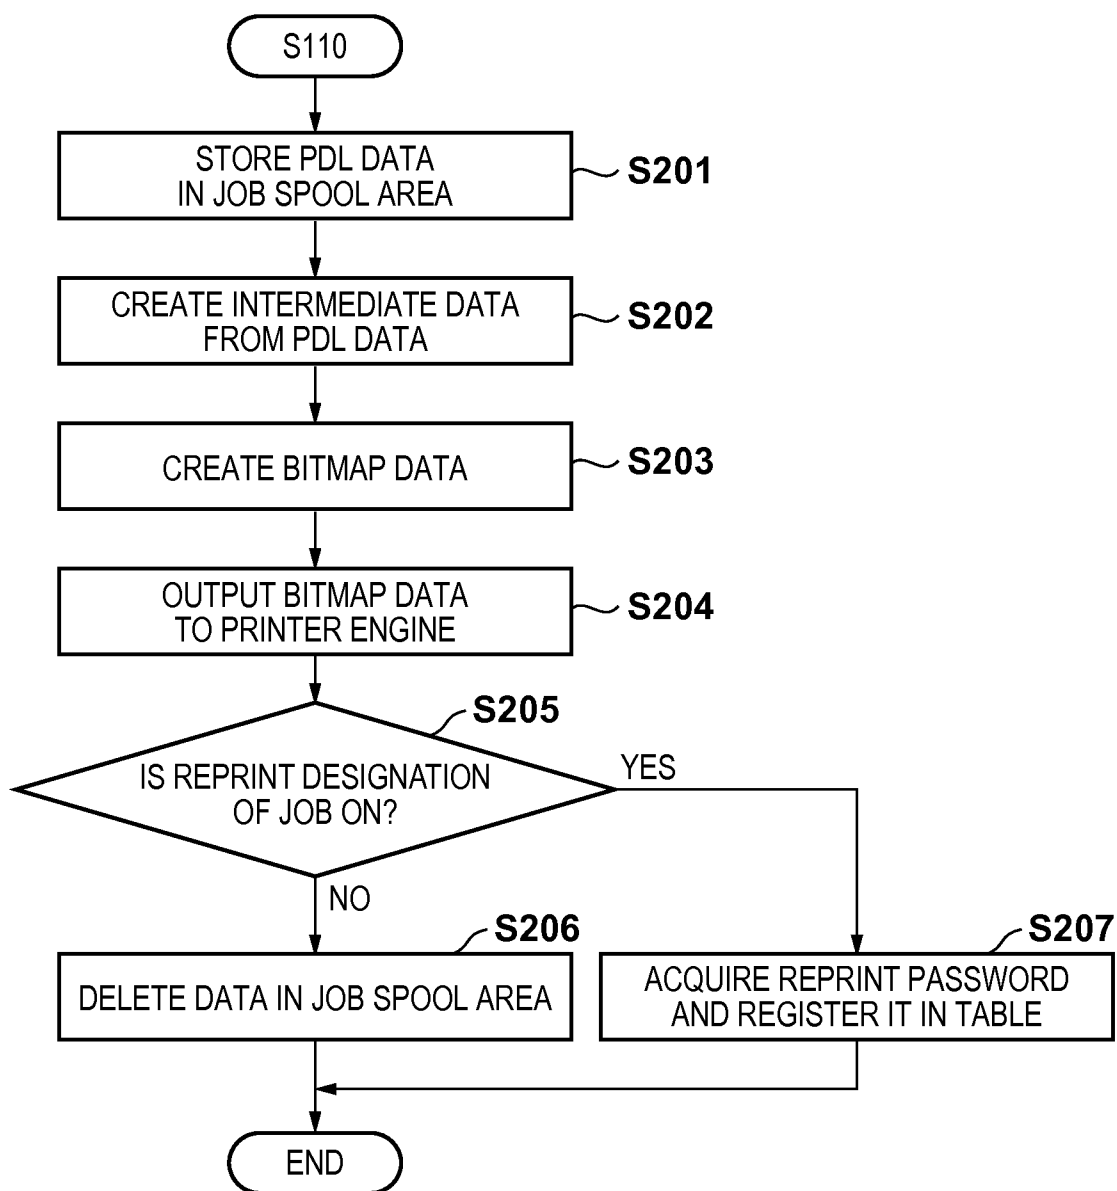 S110
STORE PDL DATA
IN JOB SPOOL AREA
S201
CREATE INTERMEDIATE DATA
FROM PDL DATA
S202
CREATE BITMAP DATA
S203
OUTPUT BITMAP DATA
TO PRINTER ENGINE
S204
S205
IS REPRINT DESIGNATION
OF JOB ON?
YES
NO
S206
DELETE DATA IN JOB SPOOL AREA
S207
ACQUIRE REPRINT PASSWORD
AND REGISTER IT IN TABLE
END